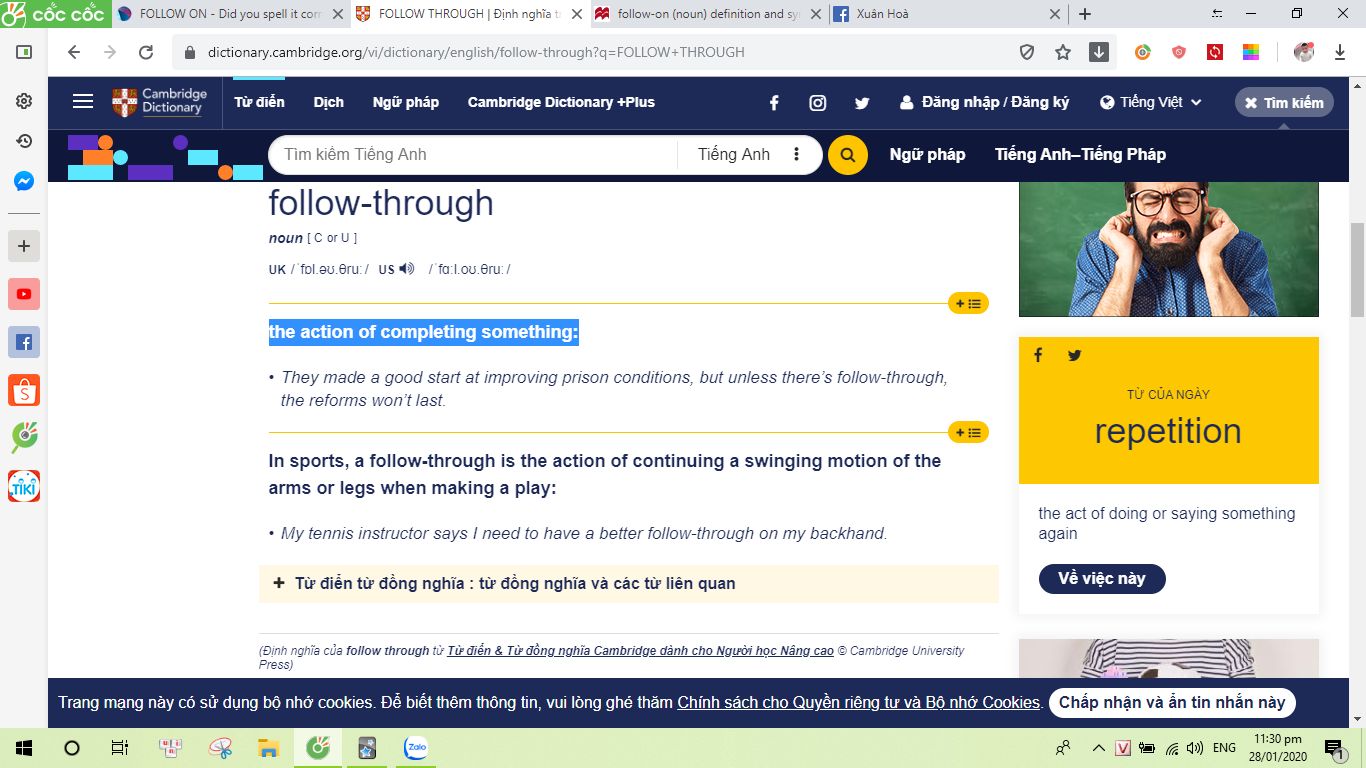 cốc cốc
FOLLOW ON - Did you spell it corr
FOLLOW THROUGH | Định nghĩa tr
follow-on (noun) definition and syn
Xuân Hoà
dictionary.cambridge.org/vi/dictionary/english/follow-through?q=FOLLOW+THROUGH
Cambridge
Dictionary
Từ điển
Dịch
Ngữ pháp
Cambridge Dictionary +Plus
Đăng nhập / Đăng ký
Tiếng Việt
Tìm kiếm
Tìm kiếm Tiếng Anh
Tiếng Anh
Ngữ pháp
Tiếng Anh–Tiếng Pháp
follow-through
noun [ C or U ]
UK /ˈfɒl.əʊ.θruː/ US /ˈfɑː.loʊ.θruː/
the action of completing something:
• They made a good start at improving prison conditions, but unless there’s follow-through,
the reforms won’t last.
In sports, a follow-through is the action of continuing a swinging motion of the
arms or legs when making a play:
• My tennis instructor says I need to have a better follow-through on my backhand.
+ Từ điển từ đồng nghĩa : từ đồng nghĩa và các từ liên quan
(Định nghĩa của follow through từ Từ điển & Từ đồng nghĩa Cambridge dành cho Người học Nâng cao © Cambridge University
Press)
TỪ CỦA NGÀY
repetition
the act of doing or saying something
again
Về việc này
Trang mạng này có sử dụng bộ nhớ cookies. Để biết thêm thông tin, vui lòng ghé thăm Chính sách cho Quyền riêng tư và Bộ nhớ Cookies.
Chấp nhận và ẩn tin nhắn này
TIKI
Zalo
V
ENG
11:30 pm
28/01/2020
1